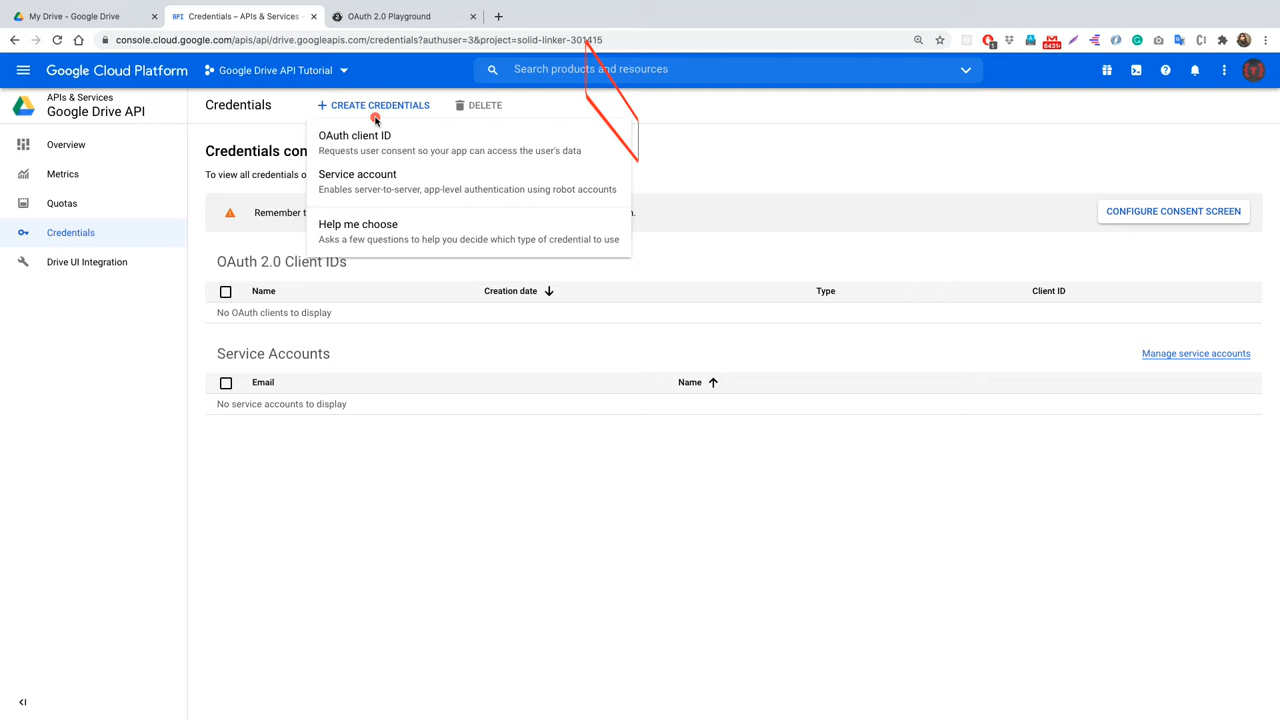 My Drive - Google Drive
API Credentials – APIs & Services
OAuth 2.0 Playground
console.cloud.google.com/apis/api/drive.googleapis.com/credentials?authuser=3&project=solid-linker-301415
Google Cloud Platform
Google Drive API Tutorial
Search products and resources
APIs & Services
Google Drive API
Credentials
CREATE CREDENTIALS
DELETE
Overview
Metrics
Quotas
Credentials
Drive UI Integration
OAuth client ID
Requests user consent so your app can access the user's data
Service account
Enables server-to-server, app-level authentication using robot accounts
Help me choose
Asks a few questions to help you decide which type of credential to use
Credentials com
To view all credentials o
Remember t
n.
CONFIGURE CONSENT SCREEN
OAuth 2.0 Client IDs
Name Creation date Type Client ID
No OAuth clients to display
Service Accounts
Manage service accounts
Email Name
No service accounts to display